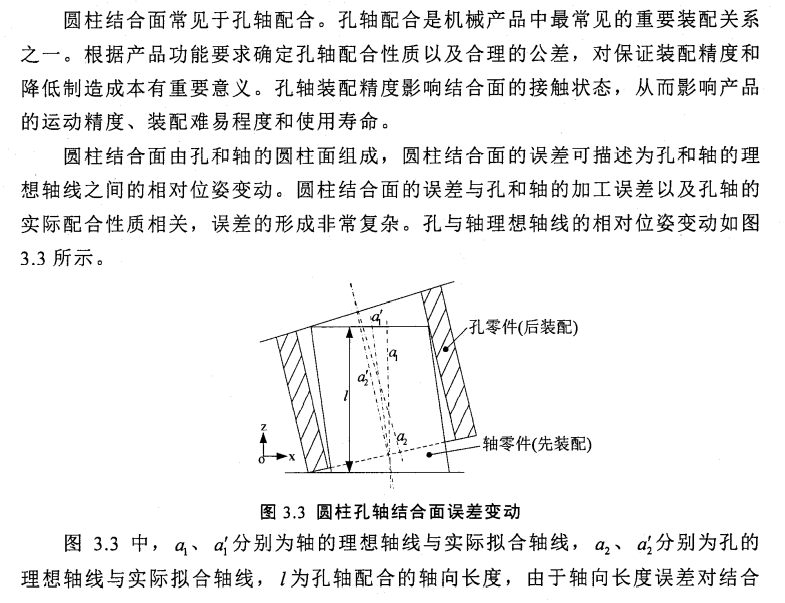 圆柱结合面常见于孔轴配合。孔轴配合是机械产品中最常见的重要装配关系
之一。根据产品功能要求确定孔轴配合性质以及合理的公差，对保证装配精度和
降低制造成本有重要意义。孔轴装配精度影响结合面的接触状态，从而影响产品
的运动精度、装配难易程度和使用寿命。
圆柱结合面由孔和轴的圆柱面组成，圆柱结合面的误差可描述为孔和轴的理
想轴线之间的相对位姿变动。圆柱结合面的误差与孔和轴的加工误差以及孔轴的
实际配合性质相关，误差的形成非常复杂。孔与轴理想轴线的相对位姿变动如图
3.3 所示。
a₁′
孔零件(后装配)
a₁
a₂′
l
a₂
轴零件(先装配)
z
o
x
图 3.3 圆柱孔轴结合面误差变动
图 3.3 中，a₁、a₁′分别为轴的理想轴线与实际拟合轴线，a₂、a₂′分别为孔的
理想轴线与实际拟合轴线，l为孔轴配合的轴向长度，由于轴向长度误差对结合